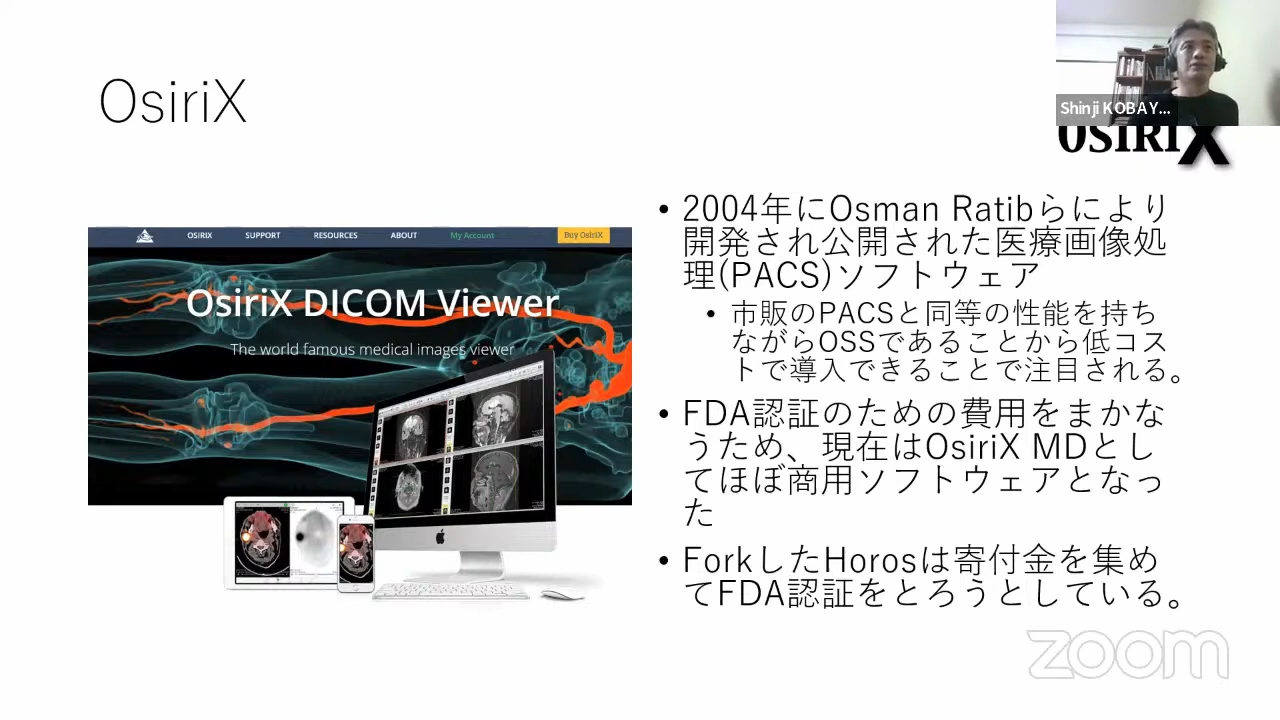 OsiriX
Shinji KOBAY...
OSIRIX
OSIRIX SUPPORT RESOURCES ABOUT My Account Buy OsiriX
OsiriX DICOM Viewer
The world famous medical images viewer
• 2004年にOsman Ratibらにより
開発され公開された医療画像処
理(PACS)ソフトウェア
• 市販のPACSと同等の性能を持ち
ながらOSSであることから低コス
トで導入できることで注目される。
• FDA認証のための費用をまかな
うため、現在はOsiriX MDとし
てほぼ商用ソフトウェアとなっ
た
• ForkしたHorosは寄付金を集め
てFDA認証をとろうとしている。
zoom